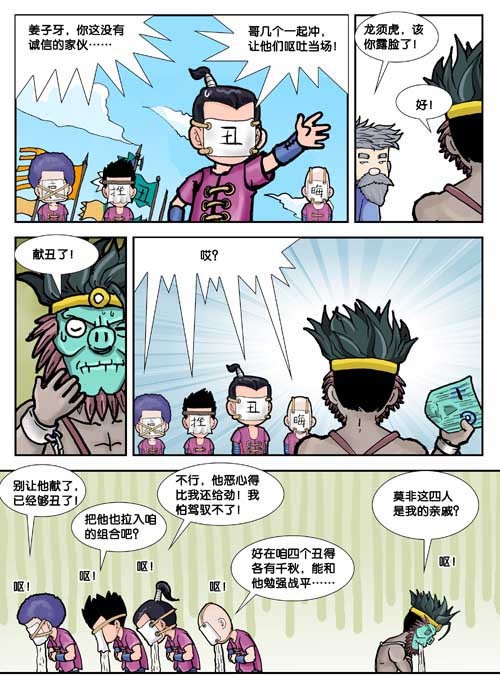 姜子牙，你这没有
诚信的家伙……
哥几个一起冲，
让他们呕吐当场！
丑
挫
晦
龙须虎，该
你露脸了！
好！
献丑了！
哎？
挫
丑
晦
别让他献了，
已经够丑了！
把他也拉入咱
的组合吧？
不行，他恶心得
比我还给劲！我
怕驾驭不了！
好在咱四个丑得
各有千秋，能和
他勉强战平……
莫非这四人
是我的亲戚？
呕！
呕！
呕！
呕！
呕！